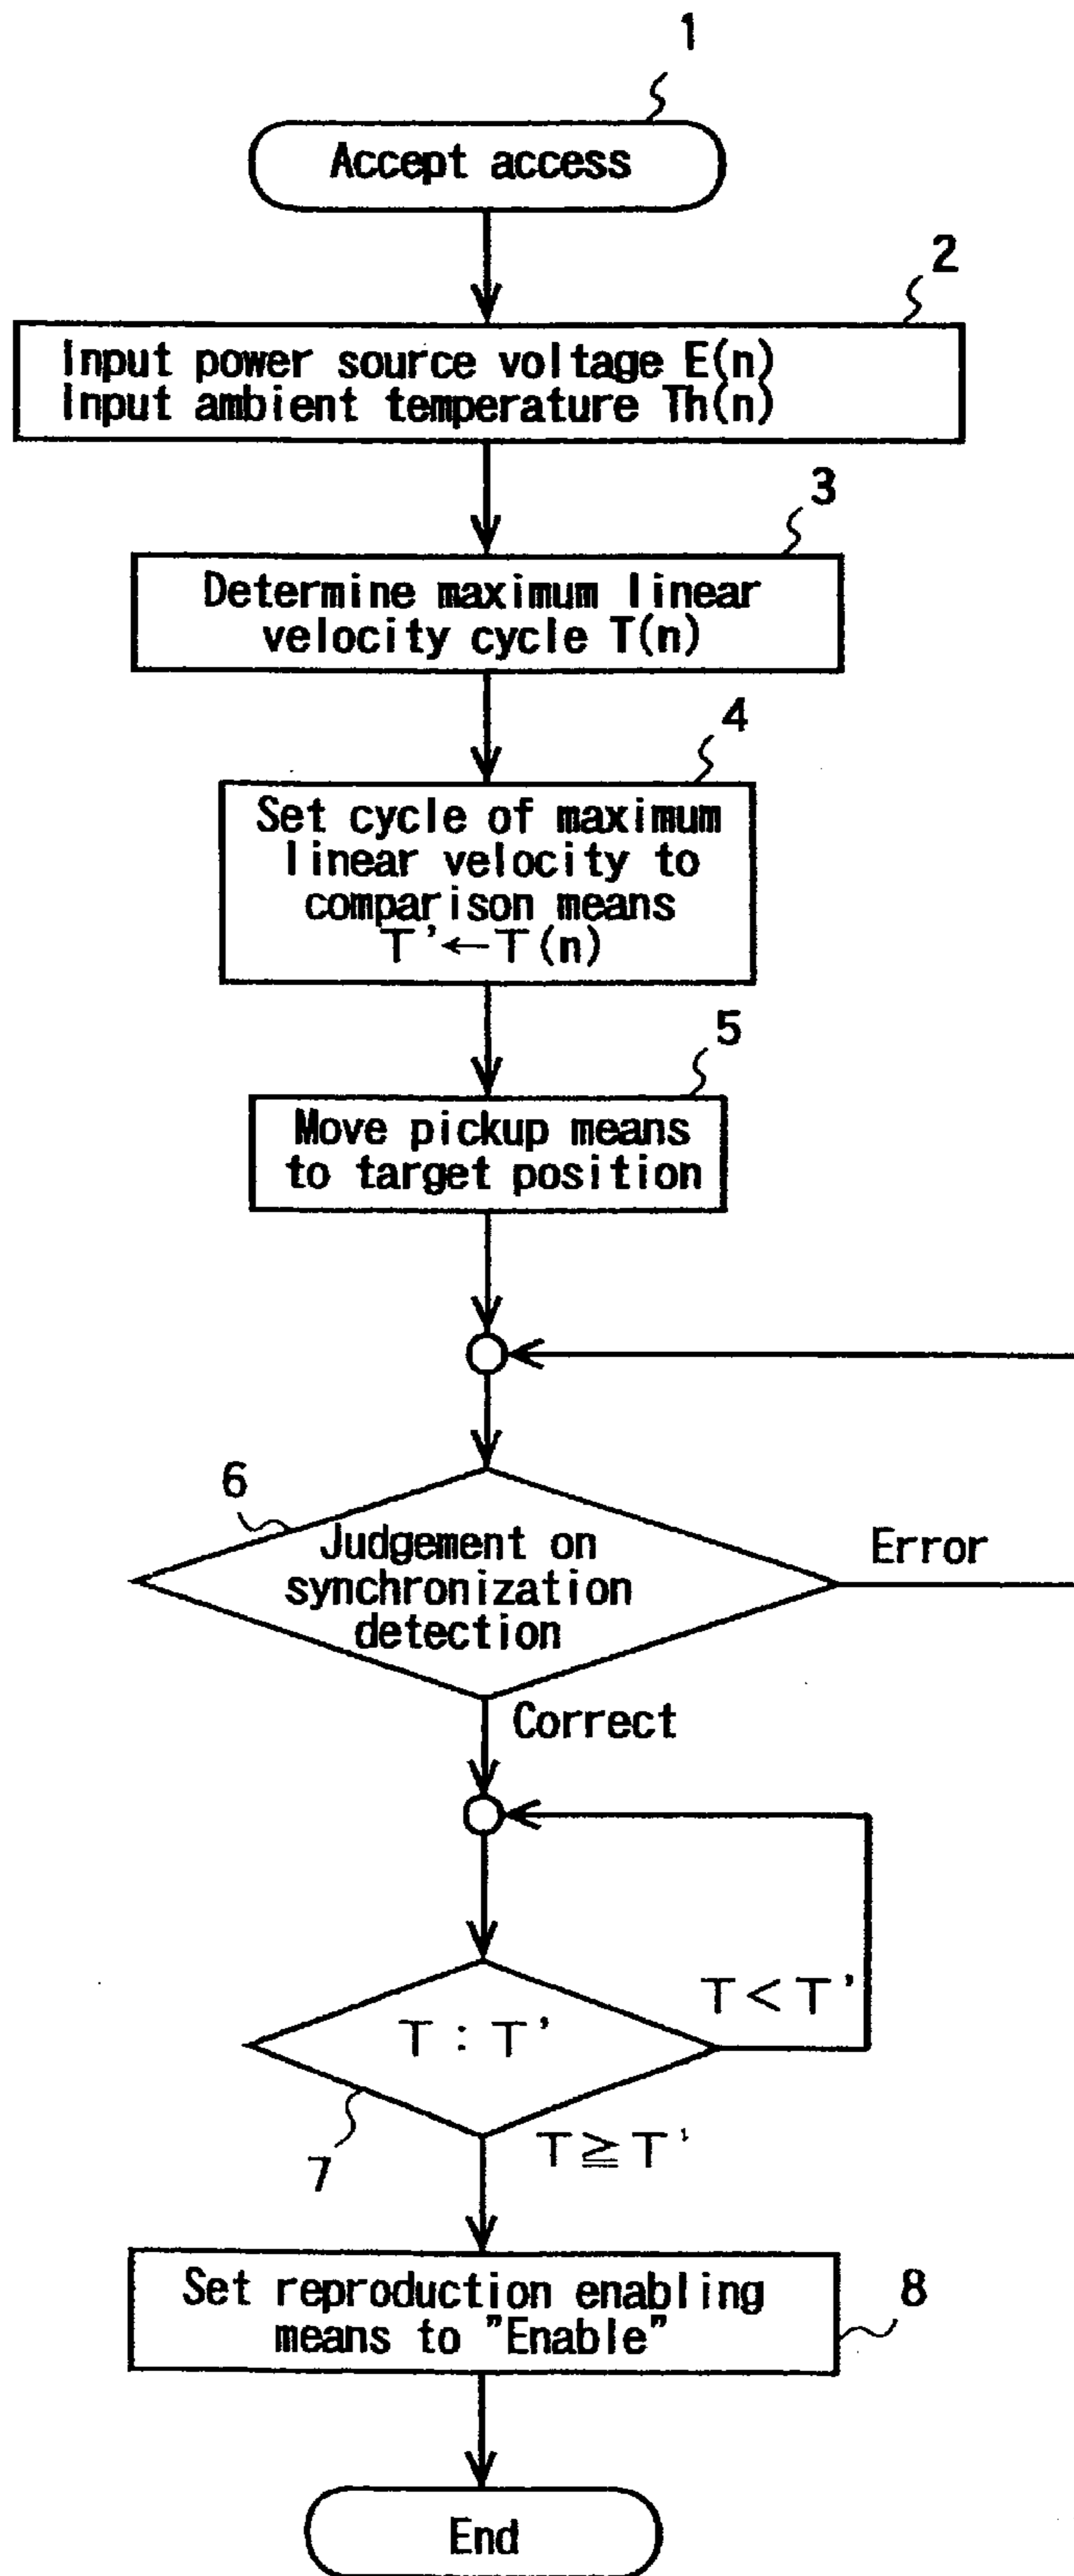 1
Accept access
2
Input power source voltage E(n)
Input ambient temperature Th(n)
3
Determine maximum linear
velocity cycle T(n)
4
Set cycle of maximum
linear velocity to
comparison means
T'←T(n)
5
Move pickup means
to target position
6
Judgement on
synchronization
detection
Error
Correct
T<T'
T : T'
7
T≧T'
Set reproduction enabling
means to "Enable"
8
End